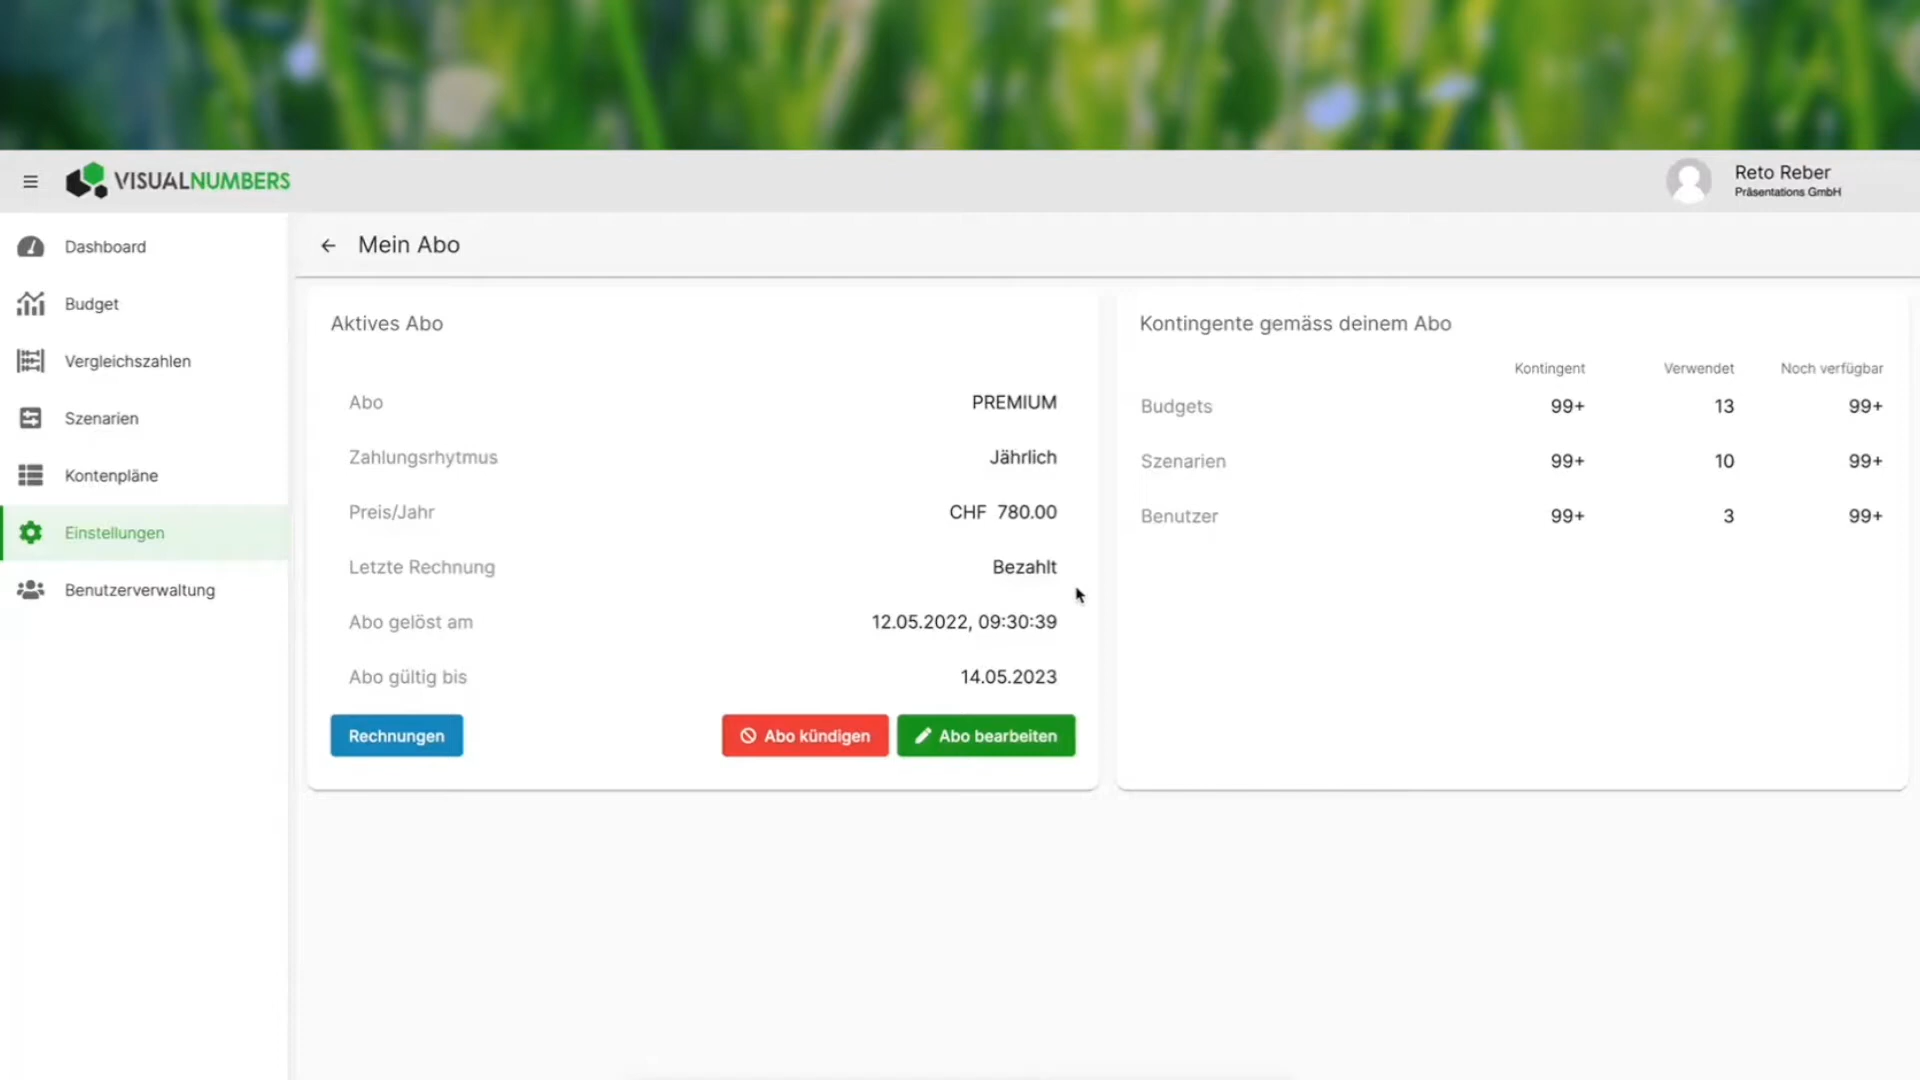 VISUALNUMBERS
Reto Reber
Präsentations GmbH
Dashboard
Budget
Vergleichszahlen
Szenarien
Kontenpläne
Einstellungen
Benutzerverwaltung
Mein Abo
Aktives Abo
Abo PREMIUM
Zahlungsrhytmus Jährlich
Preis/Jahr CHF 780.00
Letzte Rechnung Bezahlt
Abo gelöst am 12.05.2022, 09:30:39
Abo gültig bis 14.05.2023
Rechnungen Abo kündigen Abo bearbeiten
Kontingente gemäss deinem Abo
Kontingent Verwendet Noch verfügbar
Budgets 99+ 13 99+
Szenarien 99+ 10 99+
Benutzer 99+ 3 99+